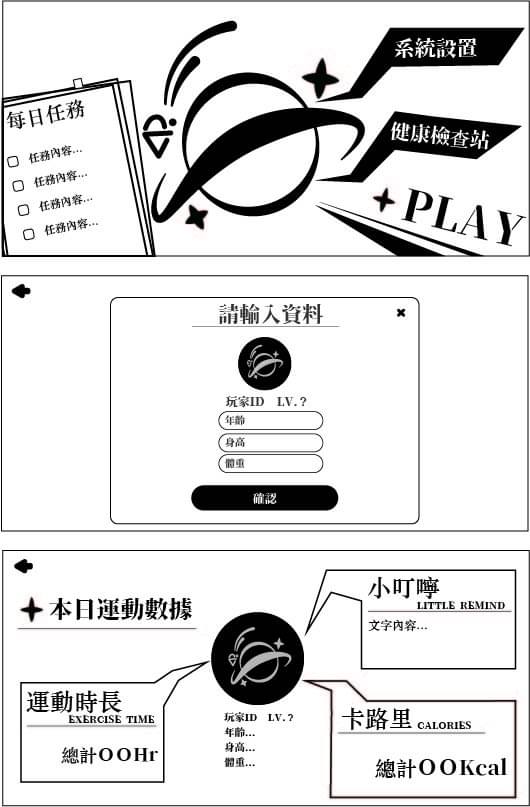 每日任務
任務內容...
任務內容...
任務內容...
任務內容...
系統設置
健康檢查站
PLAY
請輸入資料
玩家ID LV.?
年齡
身高
體重
確認
本日運動數據
小叮嚀
LITTLE REMIND
文字內容...
運動時長
EXERCISE TIME
總計OOHr
玩家ID LV.?
年齡...
身高...
體重...
卡路里 CALORIES
總計OOKcal